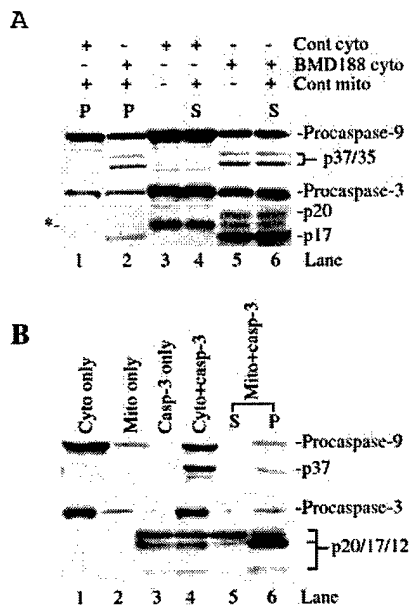 A
+ - + + - - Cont cyto
- + - - + + BMD188 cyto
+ + - + - + Cont mito
P P S S
-Procaspase-9
p37/35
-Procaspase-3
-p20
*-
-p17
1 2 3 4 5 6 Lane
B
Cyto only
Mito only
Casp-3 only
Cyto+casp-3
Mito+casp-3
S P
-Procaspase-9
-p37
-Procaspase-3
p20/17/12
1 2 3 4 5 6 Lane